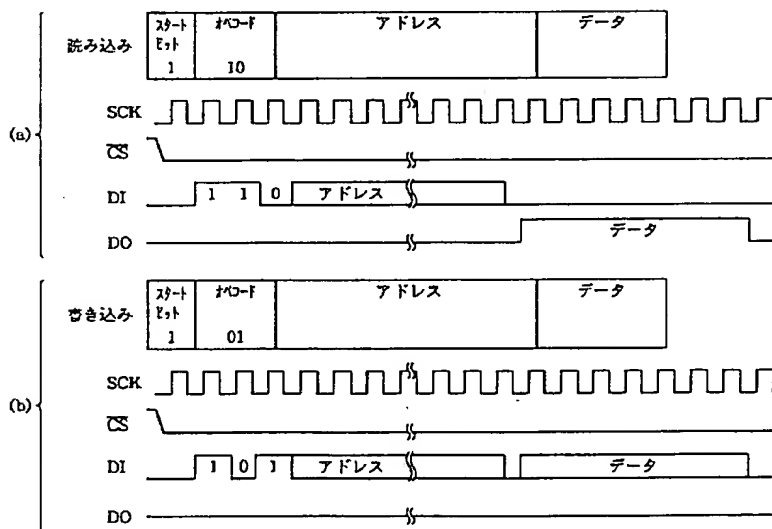 (a)
読み込み
スタート
ビット
1
オペコード
10
アドレス
データ
SCK
CS
DI
1 1 0 アドレス
DO
データ
(b)
書き込み
スタート
ビット
1
オペコード
01
アドレス
データ
SCK
CS
DI
1 0 1 アドレス
データ
DO